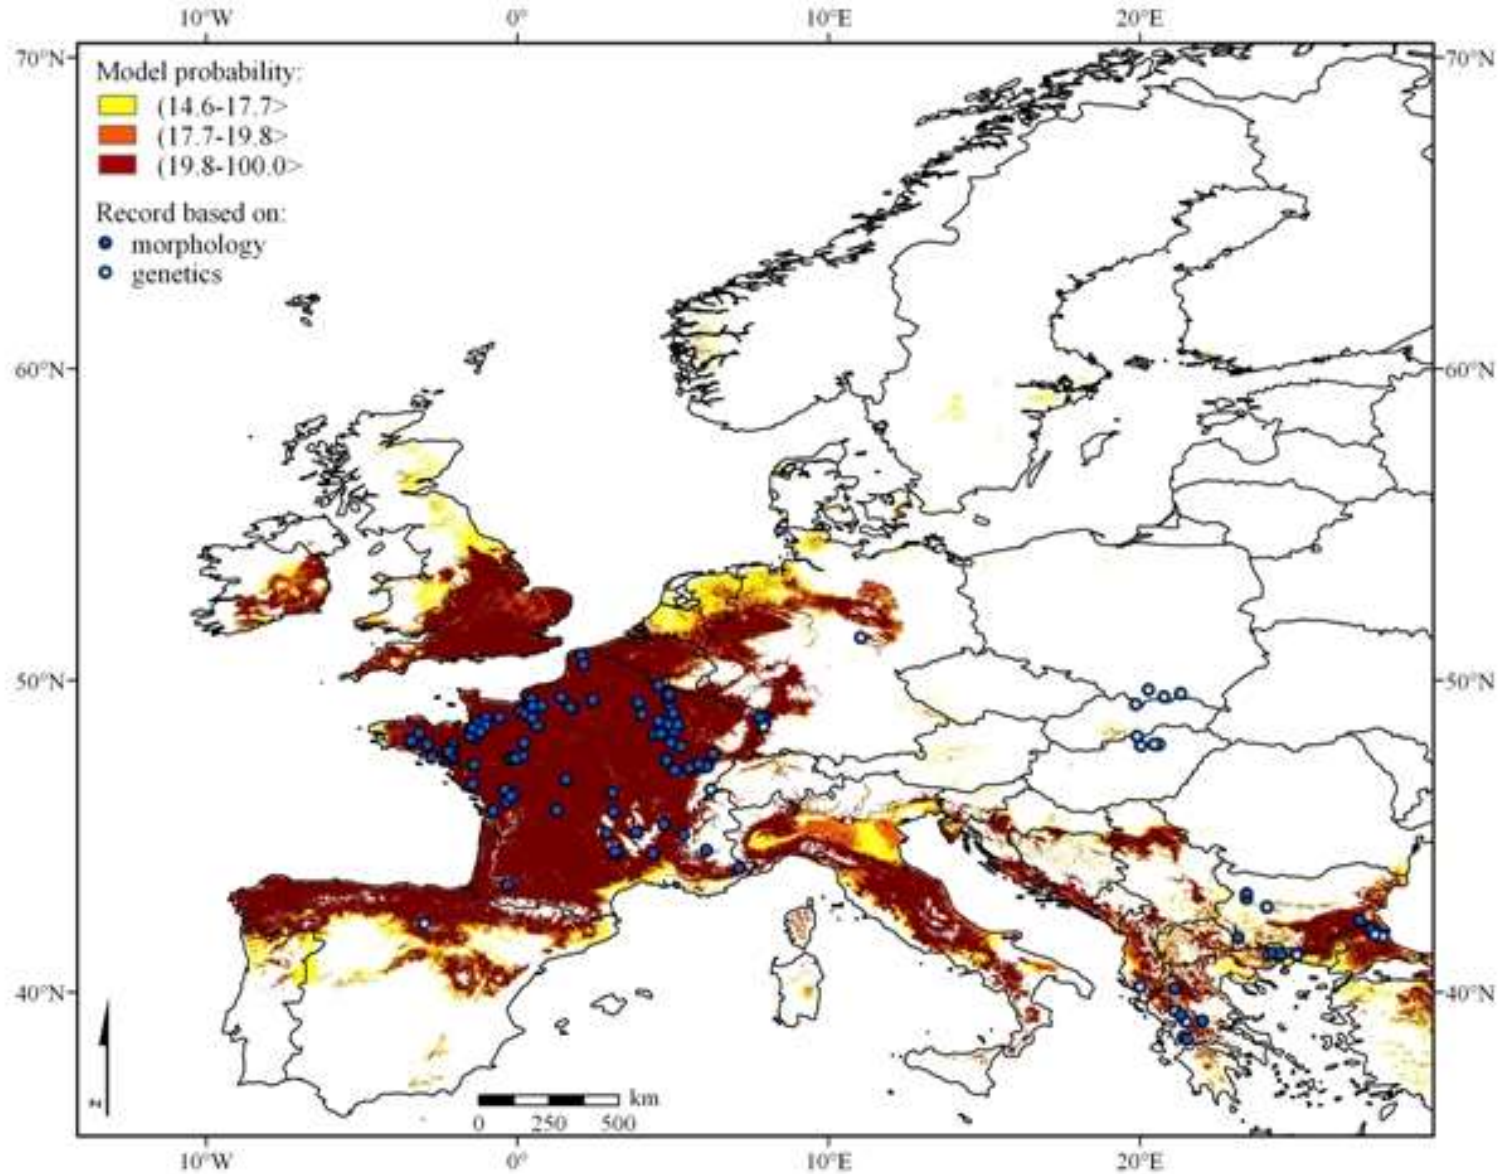 10°W 0° 10°E 20°E
70°N 70°N
Model probability:
(14.6-17.7>
(17.7-19.8>
(19.8-100.0>
Record based on:
morphology
genetics
60°N 60°N
50°N 50°N
40°N 40°N
km
0 250 500
z
10°W 0° 10°E 20°E